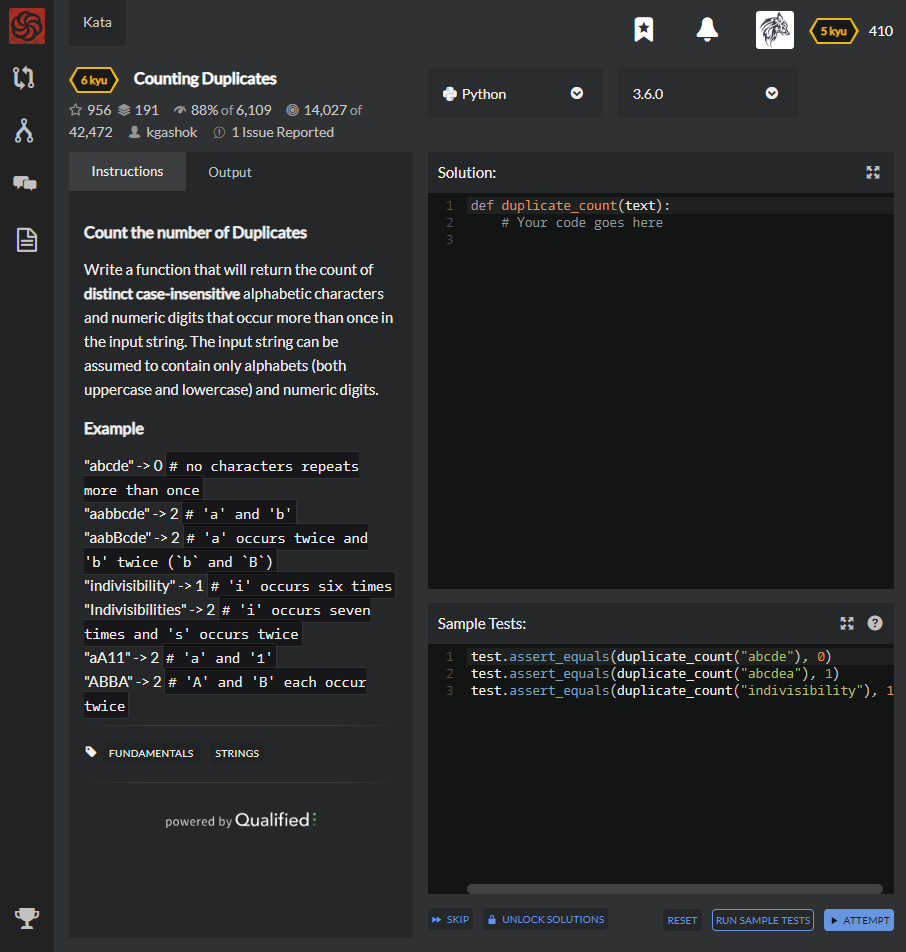 Kata
5 kyu 410
6 kyu Counting Duplicates
956 191 88% of 6,109 14,027 of
42,472 kgashok 1 Issue Reported
Python
3.6.0
Instructions Output
Count the number of Duplicates
Write a function that will return the count of
distinct case-insensitive alphabetic characters
and numeric digits that occur more than once in
the input string. The input string can be
assumed to contain only alphabets (both
uppercase and lowercase) and numeric digits.
Example
"abcde" -> 0 # no characters repeats
more than once
"aabbcde" -> 2 # 'a' and 'b'
"aabBcde" -> 2 # 'a' occurs twice and
'b' twice (`b` and `B`)
"indivisibility" -> 1 # 'i' occurs six times
"Indivisibilities" -> 2 # 'i' occurs seven
times and 's' occurs twice
"aA11" -> 2 # 'a' and '1'
"ABBA" -> 2 # 'A' and 'B' each occur
twice
FUNDAMENTALS STRINGS
powered by Qualified
Solution:
1 def duplicate_count(text):
2 # Your code goes here
3
Sample Tests:
?
1 test.assert_equals(duplicate_count("abcde"), 0)
2 test.assert_equals(duplicate_count("abcdea"), 1)
3 test.assert_equals(duplicate_count("indivisibility"), 1
SKIP UNLOCK SOLUTIONS RESET RUN SAMPLE TESTS ATTEMPT